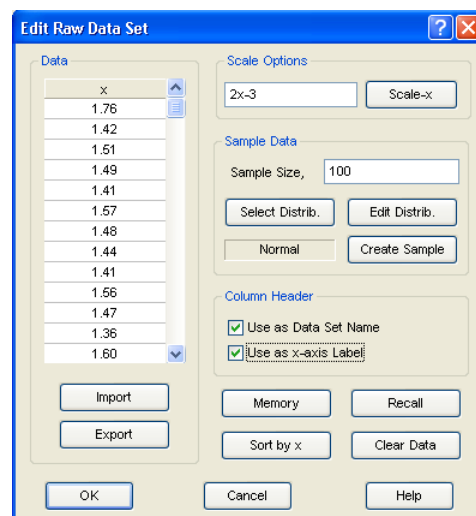 Edit Raw Data Set
Data
x
1.76
1.42
1.51
1.49
1.41
1.57
1.48
1.44
1.41
1.56
1.47
1.36
1.60
Import
Export
Scale Options
2x-3 Scale-x
Sample Data
Sample Size, 100
Select Distrib. Edit Distrib.
Normal Create Sample
Column Header
Use as Data Set Name
Use as x-axis Label
Memory Recall
Sort by x Clear Data
OK Cancel Help